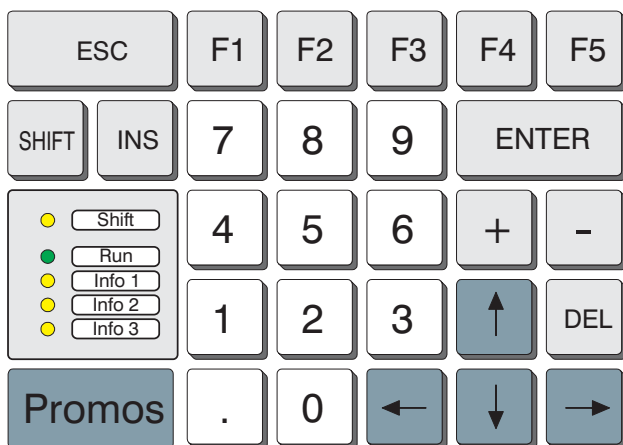 ESC F1 F2 F3 F4 F5
SHIFT INS 7 8 9 ENTER
Shift
4 5 6 + -
Run
Info 1
Info 2
Info 3
1 2 3 DEL
Promos . 0